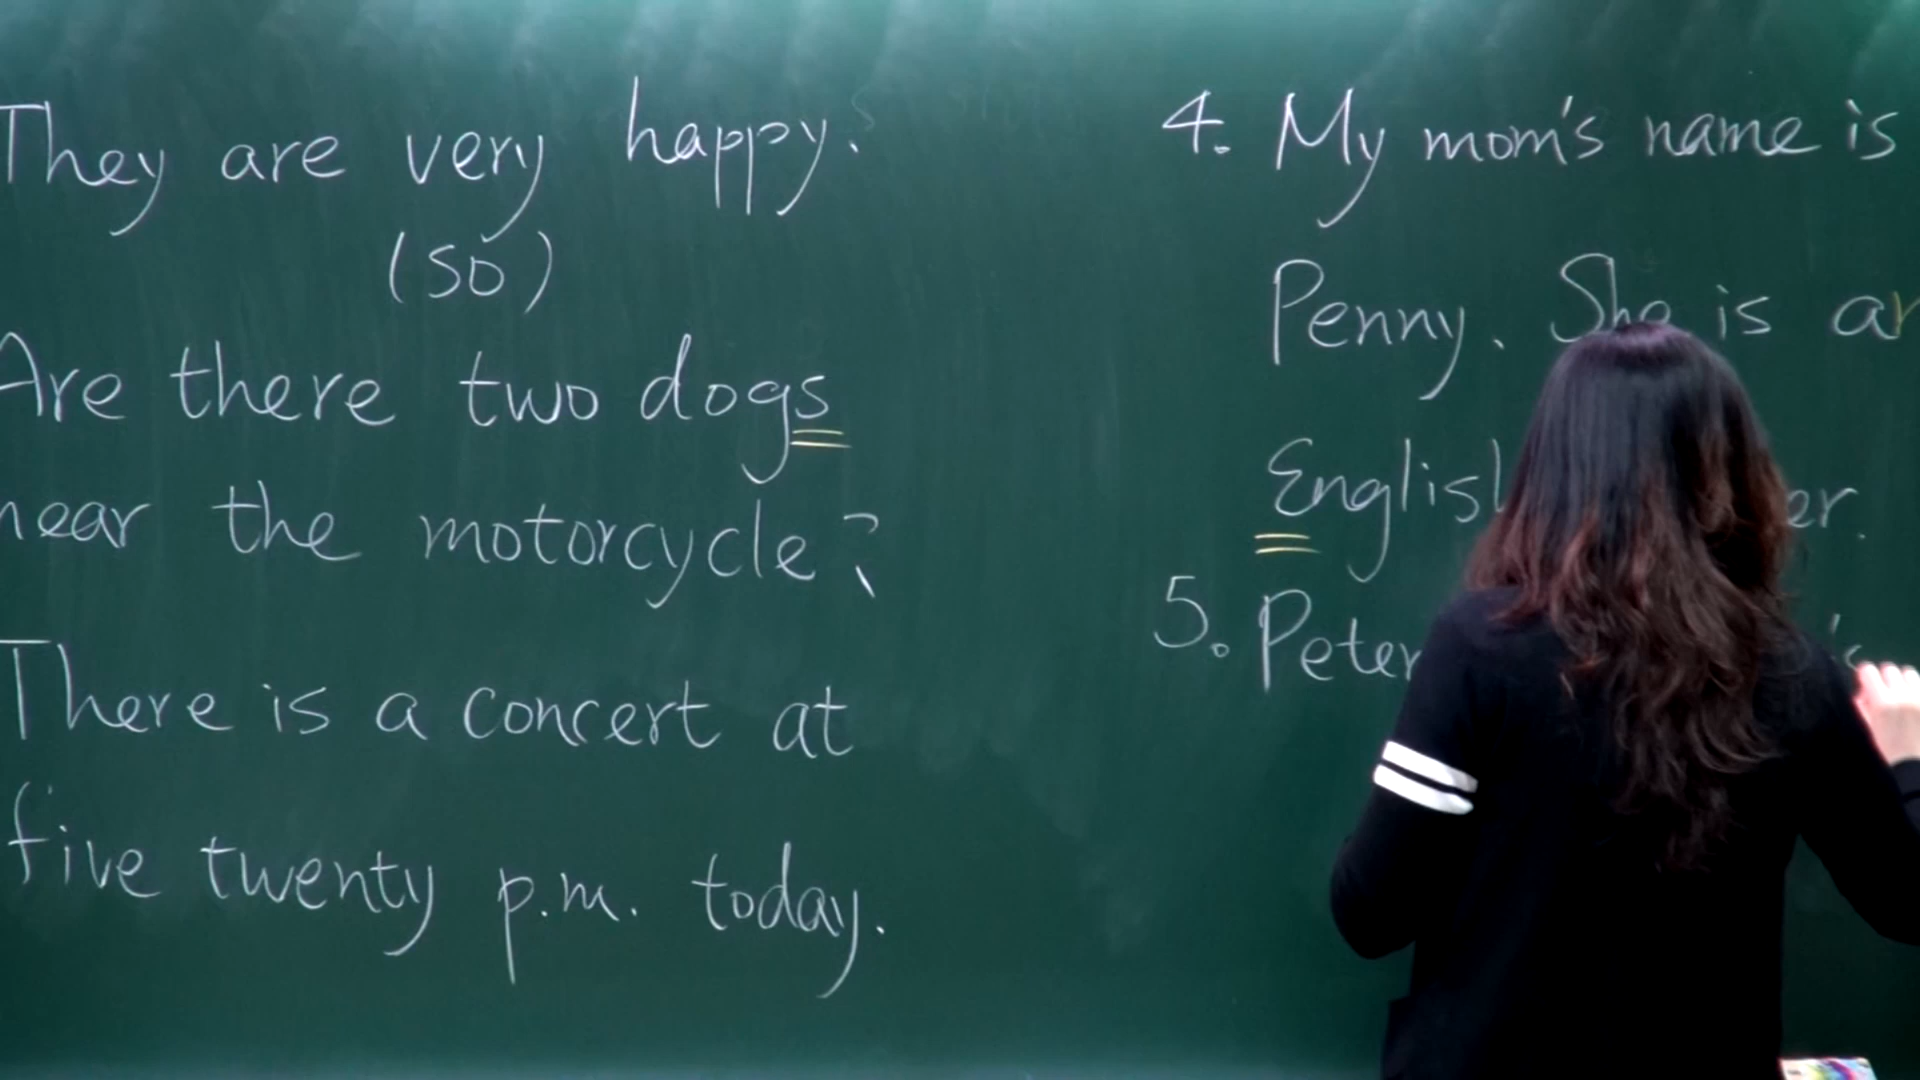 They are very happy.
(so)
Are there two dogs
near the motorcycle?
There is a concert at
five twenty p.m. today.
4. My mom's name is
Penny. She is an
English
5. Peter